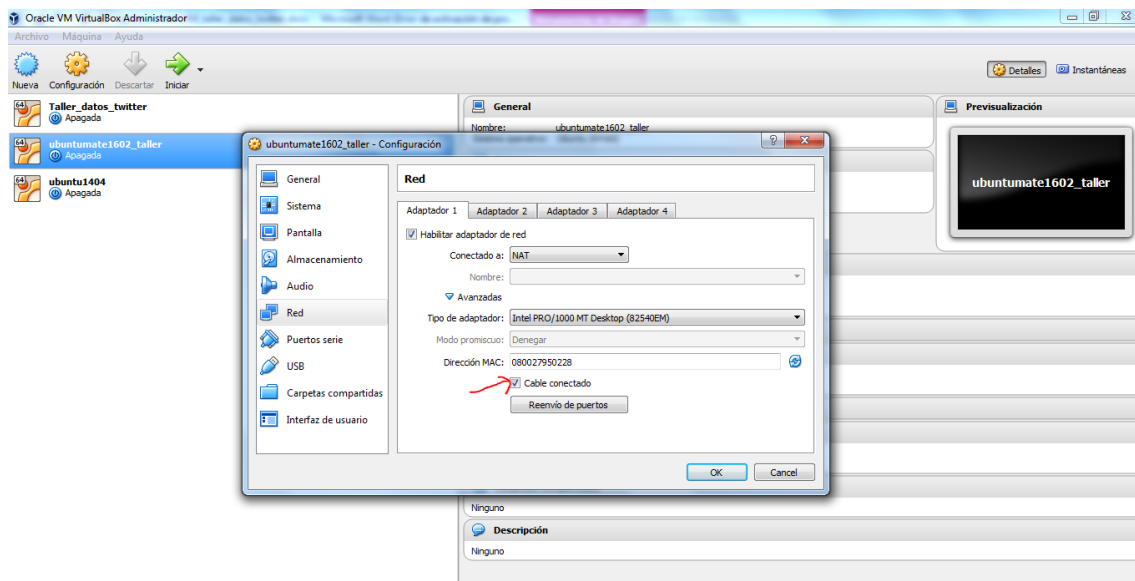 Oracle VM VirtualBox Administrador
Archivo Máquina Ayuda
Nueva Configuración Descartar Iniciar
Detalles Instantáneas
64 Taller_datos_twitter
Apagada
64 ubuntumate1602_taller
Apagada
64 ubuntu1404
Apagada
General
Nombre: ubuntumate1602_taller
Previsualización
ubuntumate1602_taller
ubuntumate1602_taller - Configuración
General
Sistema
Pantalla
Almacenamiento
Audio
Red
Puertos serie
USB
Carpetas compartidas
Interfaz de usuario
Red
Adaptador 1 Adaptador 2 Adaptador 3 Adaptador 4
Habilitar adaptador de red
Conectado a: NAT
Nombre:
Avanzadas
Tipo de adaptador: Intel PRO/1000 MT Desktop (82540EM)
Modo promiscuo: Denegar
Dirección MAC: 080027950228
Cable conectado
Reenvío de puertos
OK Cancel
Ninguno
Descripción
Ninguno